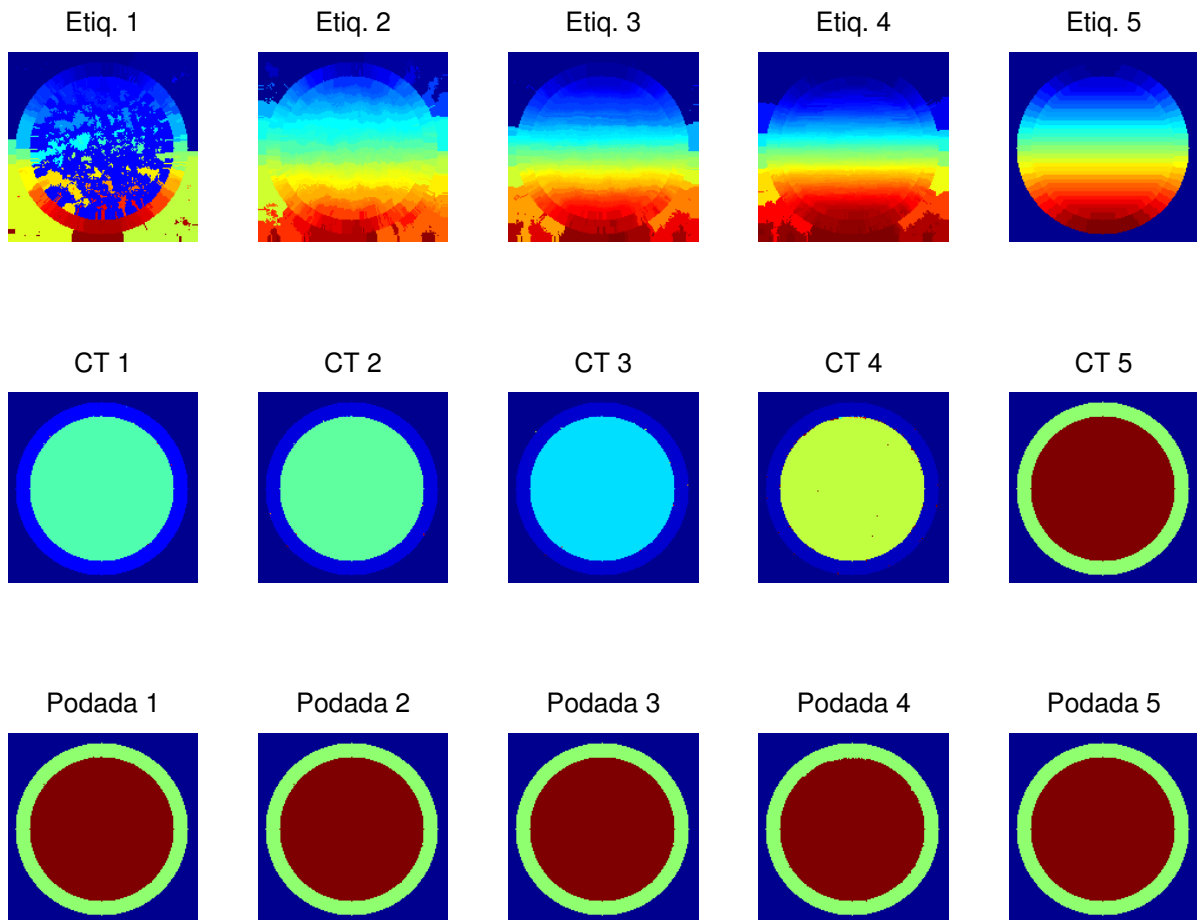 Etiq. 1
Etiq. 2
Etiq. 3
Etiq. 4
Etiq. 5
CT 1
CT 2
CT 3
CT 4
CT 5
Podada 1
Podada 2
Podada 3
Podada 4
Podada 5